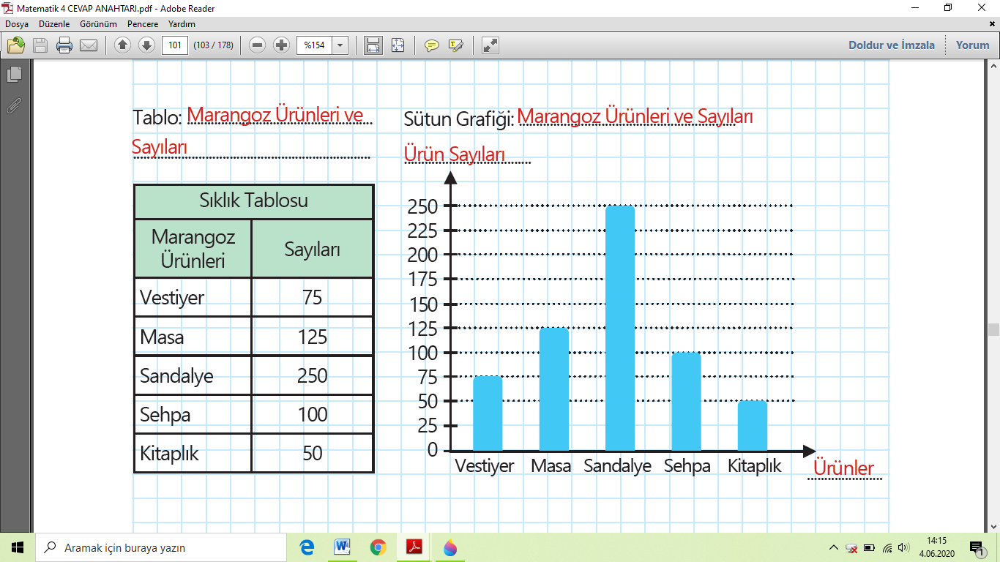 Matematik 4 CEVAP ANAHTARI.pdf - Adobe Reader
Dosya Düzenle Görünüm Pencere Yardım
101 (103 / 178) %154 Doldur ve İmzala Yorum
Tablo: Marangoz Ürünleri ve
Sayıları
Sıklık Tablosu
Marangoz Ürünleri Sayıları
Vestiyer 75
Masa 125
Sandalye 250
Sehpa 100
Kitaplık 50
Sütun Grafiği: Marangoz Ürünleri ve Sayıları
Ürün Sayıları
250
225
200
175
150
125
100
75
50
25
0
Vestiyer Masa Sandalye Sehpa Kitaplık
Ürünler
Aramak için buraya yazın
14:15
4.06.2020
1